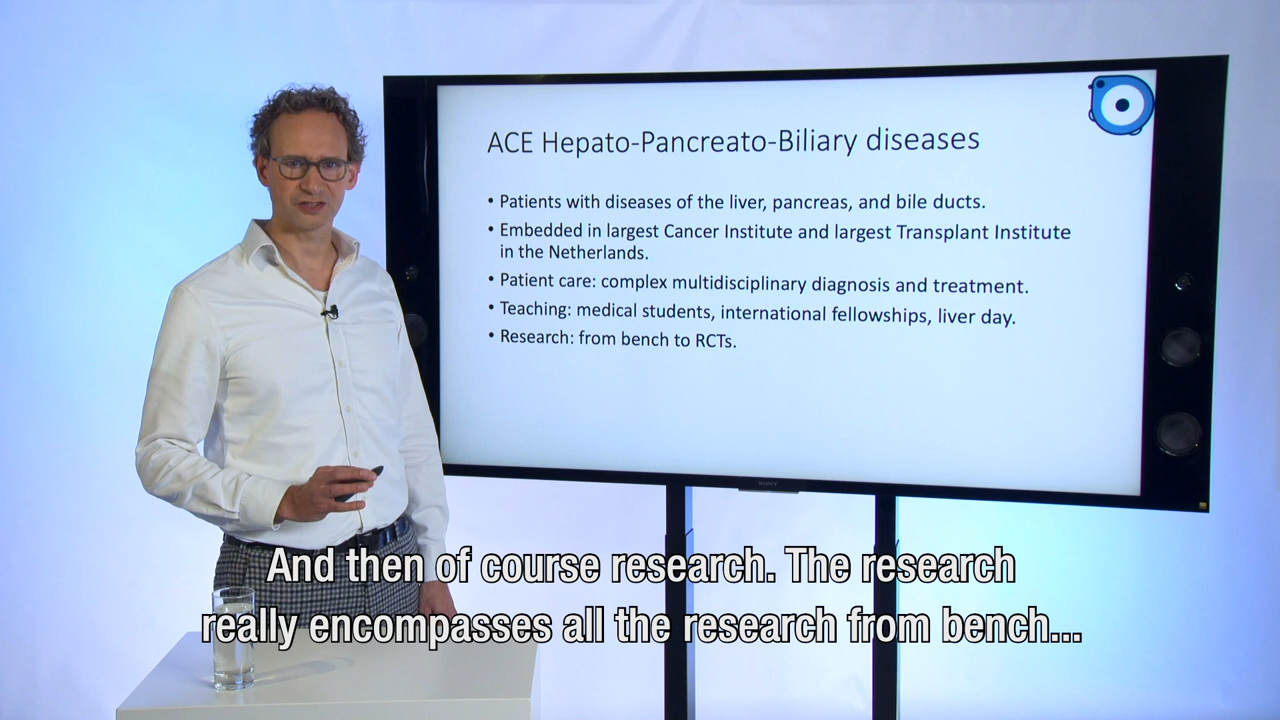 ACE Hepato-Pancreato-Biliary diseases
• Patients with diseases of the liver, pancreas, and bile ducts.
• Embedded in largest Cancer Institute and largest Transplant Institute
in the Netherlands.
• Patient care: complex multidisciplinary diagnosis and treatment.
• Teaching: medical students, international fellowships, liver day.
• Research: from bench to RCTs.
SONY
And then of course research. The research
really encompasses all the research from bench...